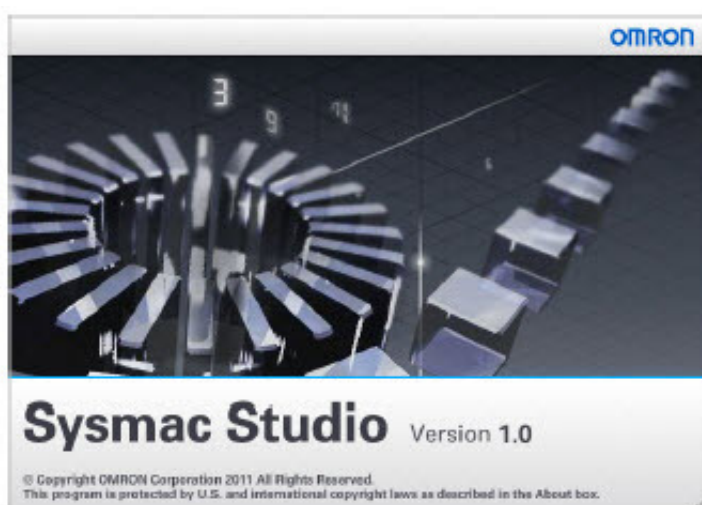 OMRON
3
9
Sysmac Studio Version 1.0
© Copyright OMRON Corporation 2011 All Rights Reserved.
This program is protected by U.S. and international copyright laws as described in the About box.